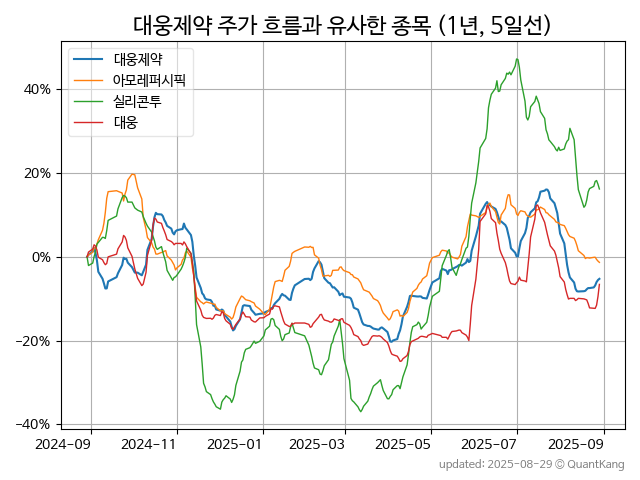 대웅제약 주가 흐름과 유사한 종목 (1년, 5일선)
대웅제약
아모레퍼시픽
실리콘투
대웅
40%
20%
0%
−20%
−40%
2024-09 2024-11 2025-01 2025-03 2025-05 2025-07 2025-09
updated: 2025-08-29 © QuantKang